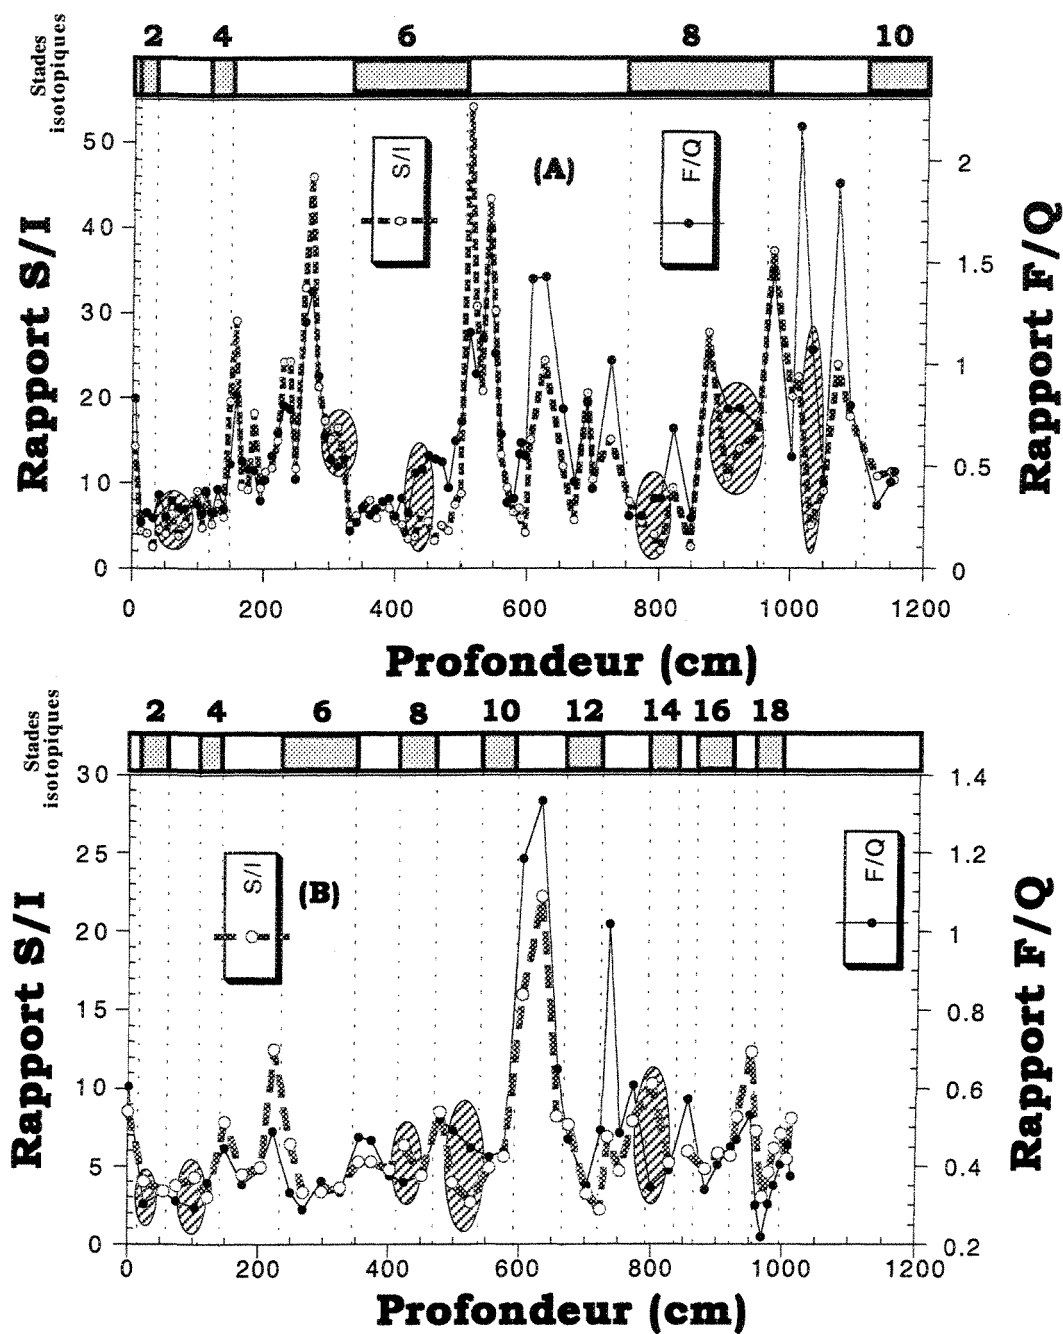 Stades
isotopiques
2 4 6 8 10
Rapport S/I
Rapport F/Q
50
40
30
20
10
0
2
1.5
1
0.5
0
S/I
(A)
F/Q
0 200 400 600 800 1000 1200
Profondeur (cm)
Stades
isotopiques
2 4 6 8 10 12 14 16 18
Rapport S/I
Rapport F/Q
30
25
20
15
10
5
0
1.4
1.2
1
0.8
0.6
0.4
0.2
S/I
(B)
F/Q
0 200 400 600 800 1000 1200
Profondeur (cm)